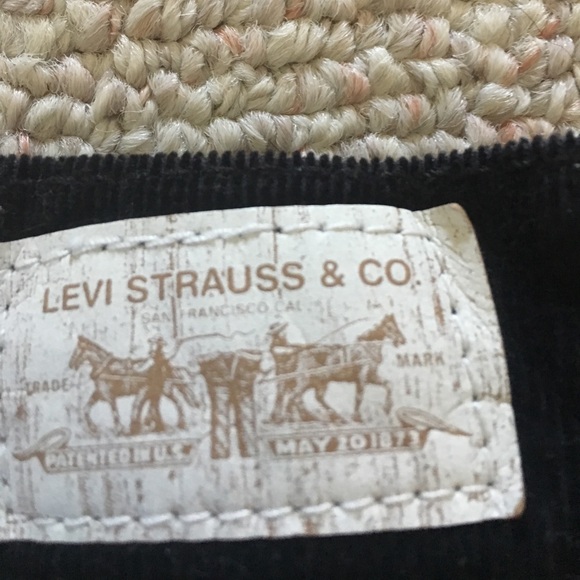 LEVI STRAUSS & CO
SAN FRANCISCO CAL
TRADE MARK
PATENTED IN U.S.
MAY 20 1873